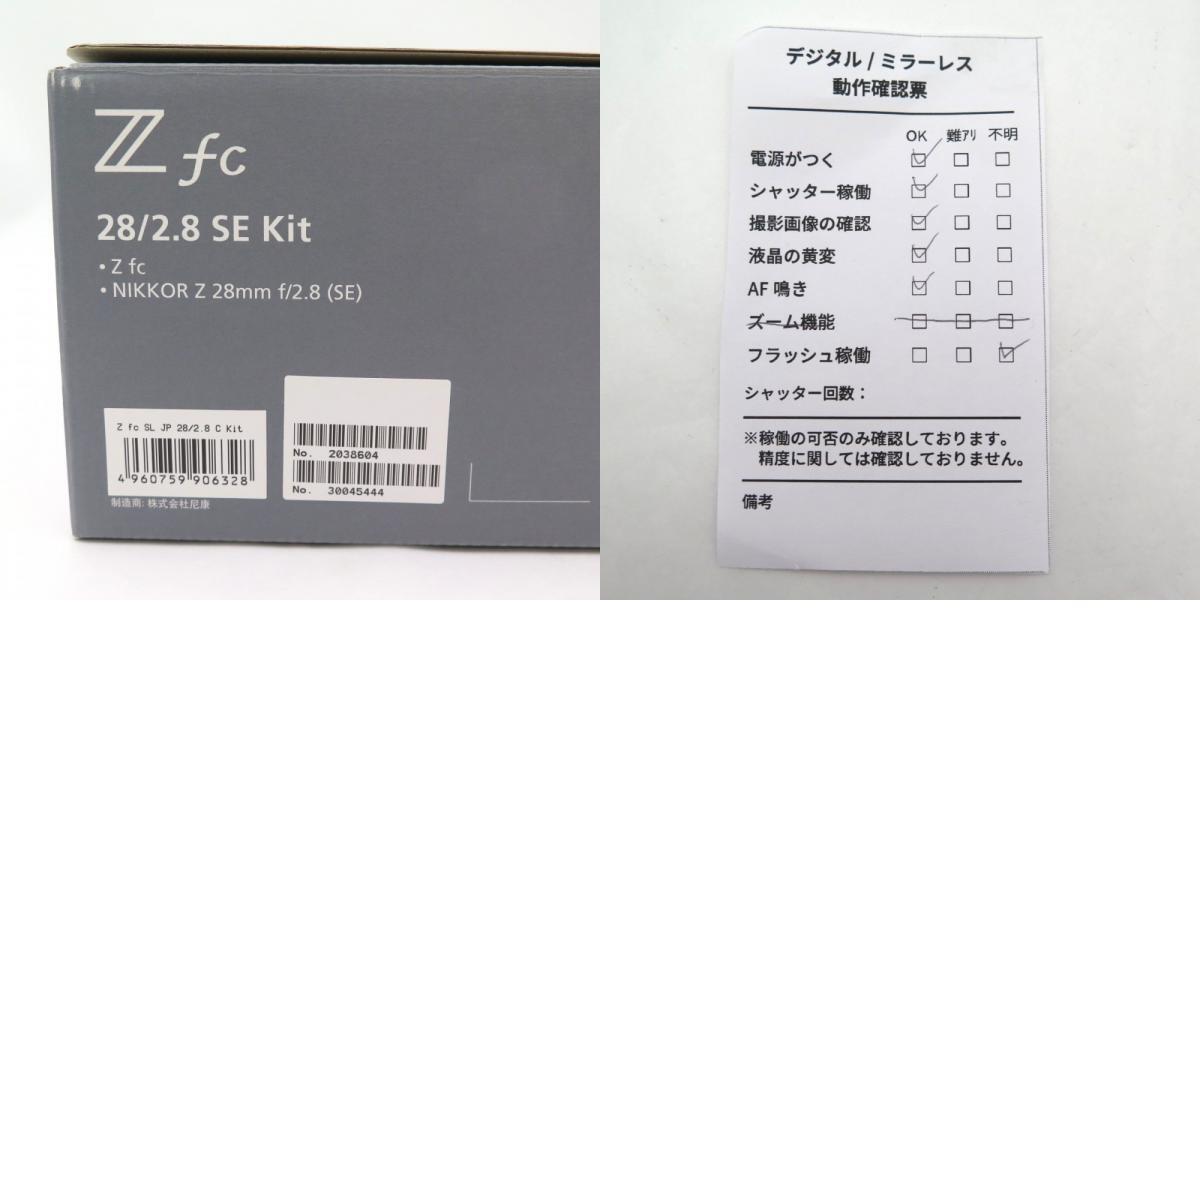 Z fc
28/2.8 SE Kit
・Z fc
・NIKKOR Z 28mm f/2.8 (SE)
Z fc SL JP 28/2.8 C Kit
4 960759 906328
制造商: 株式会社尼康
No. 2038604
No. 30045444
デジタル / ミラーレス
動作確認票
OK 難アリ 不明
電源がつく
シャッター稼働
撮影画像の確認
液晶の黄変
AF 鳴き
ズーム機能
フラッシュ稼働
シャッター回数：
※稼働の可否のみ確認しております。
精度に関しては確認しておりません。
備考